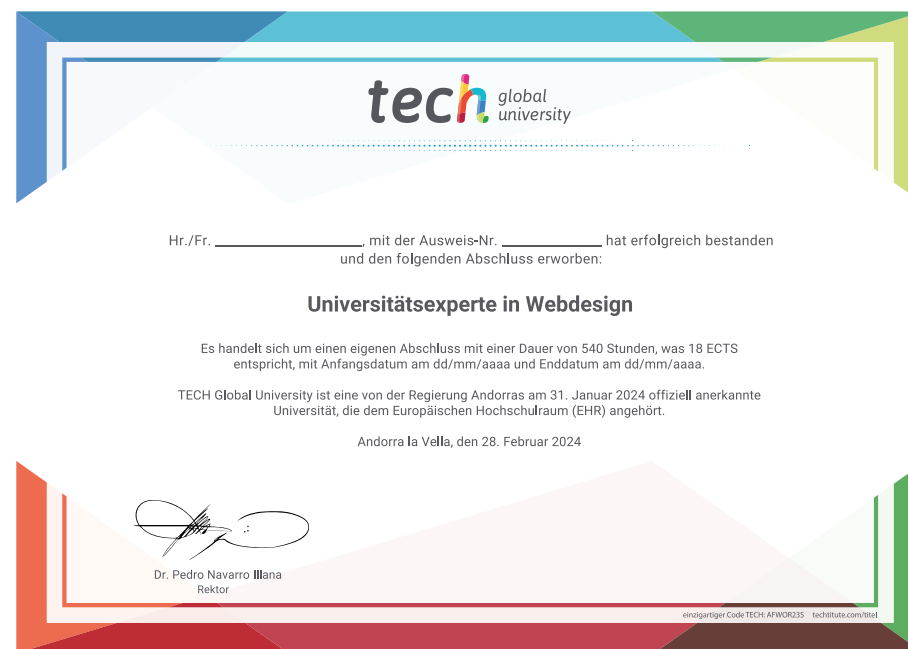 tech global university
Hr./Fr. ____________________, mit der Ausweis-Nr. ______________ hat erfolgreich bestanden
und den folgenden Abschluss erworben:
Universitätsexperte in Webdesign
Es handelt sich um einen eigenen Abschluss mit einer Dauer von 540 Stunden, was 18 ECTS
entspricht, mit Anfangsdatum am dd/mm/aaaa und Enddatum am dd/mm/aaaa.
TECH Global University ist eine von der Regierung Andorras am 31. Januar 2024 offiziell anerkannte
Universität, die dem Europäischen Hochschulraum (EHR) angehört.
Andorra la Vella, den 28. Februar 2024
Dr. Pedro Navarro Illana
Rektor
einzigartiger Code TECH: AFWOR235 techtitute.com/titel